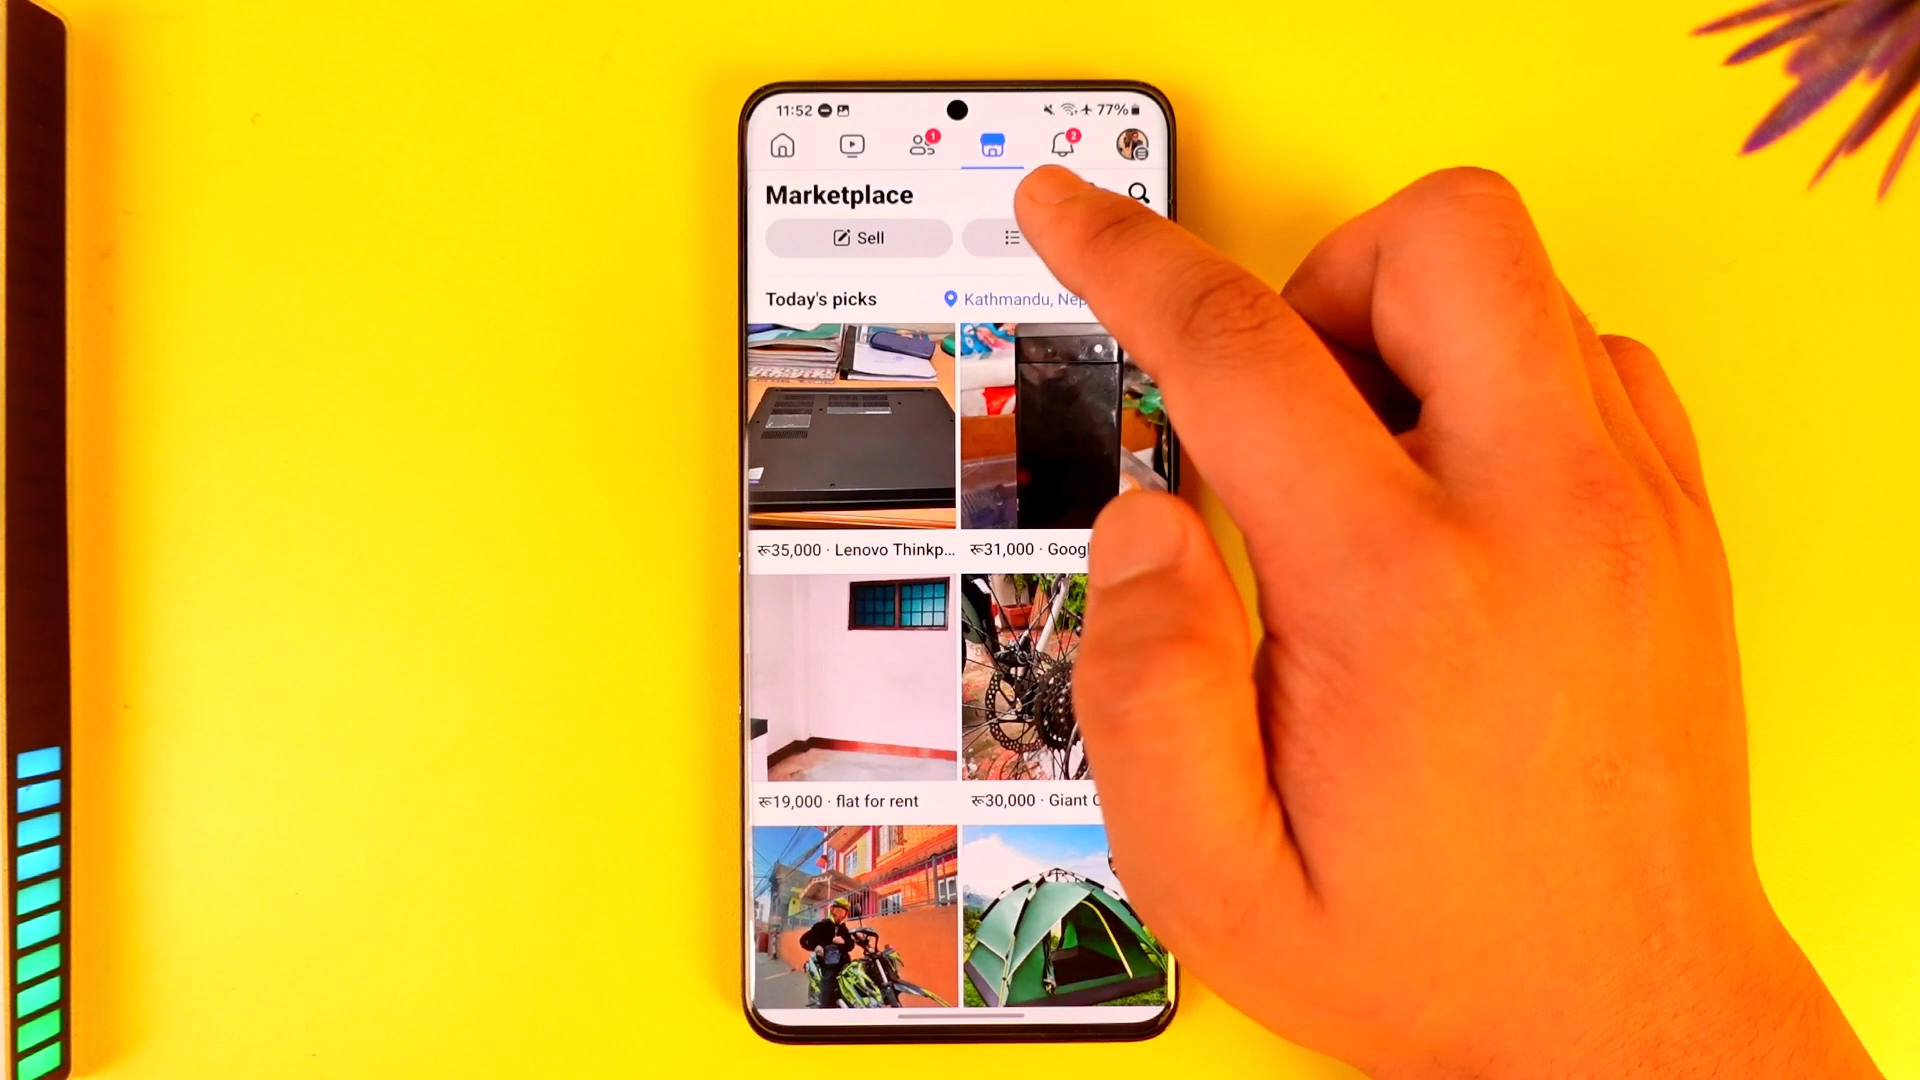 11:52 77%
1 2
Marketplace
Sell
Today's picks Kathmandu, Nep
रू35,000 · Lenovo Thinkp... रू31,000 · Googl
रू19,000 · flat for rent रू30,000 · Giant